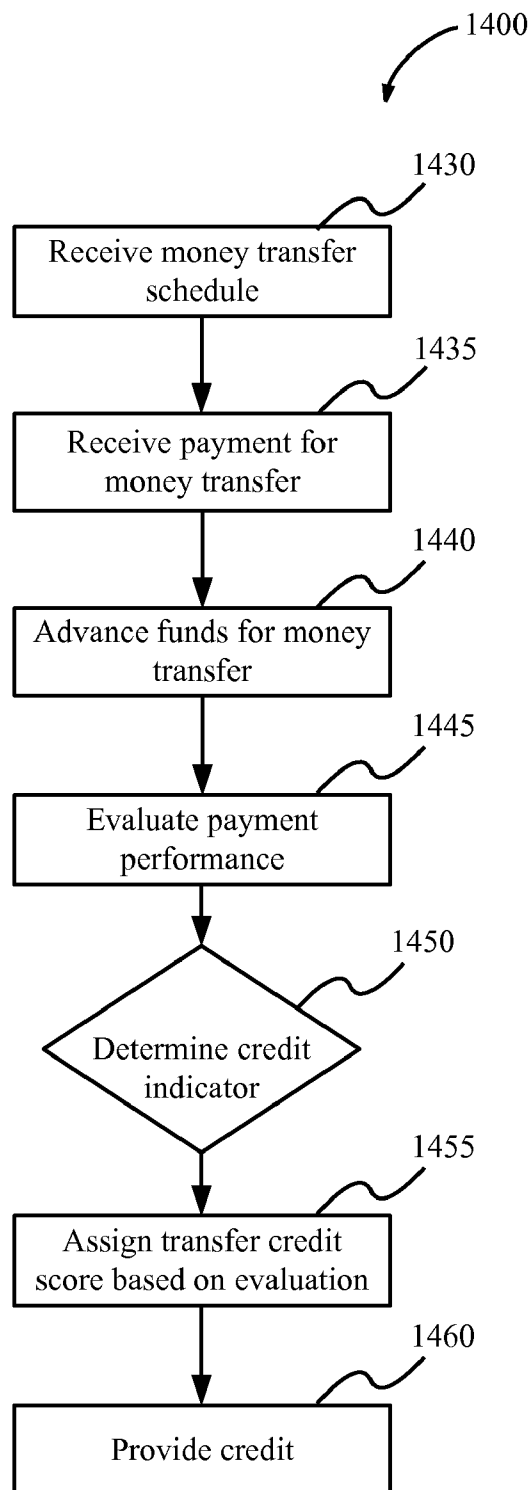 1400
1430
Receive money transfer
schedule
1435
Receive payment for
money transfer
1440
Advance funds for money
transfer
1445
Evaluate payment
performance
1450
Determine credit
indicator
1455
Assign transfer credit
score based on evaluation
1460
Provide credit